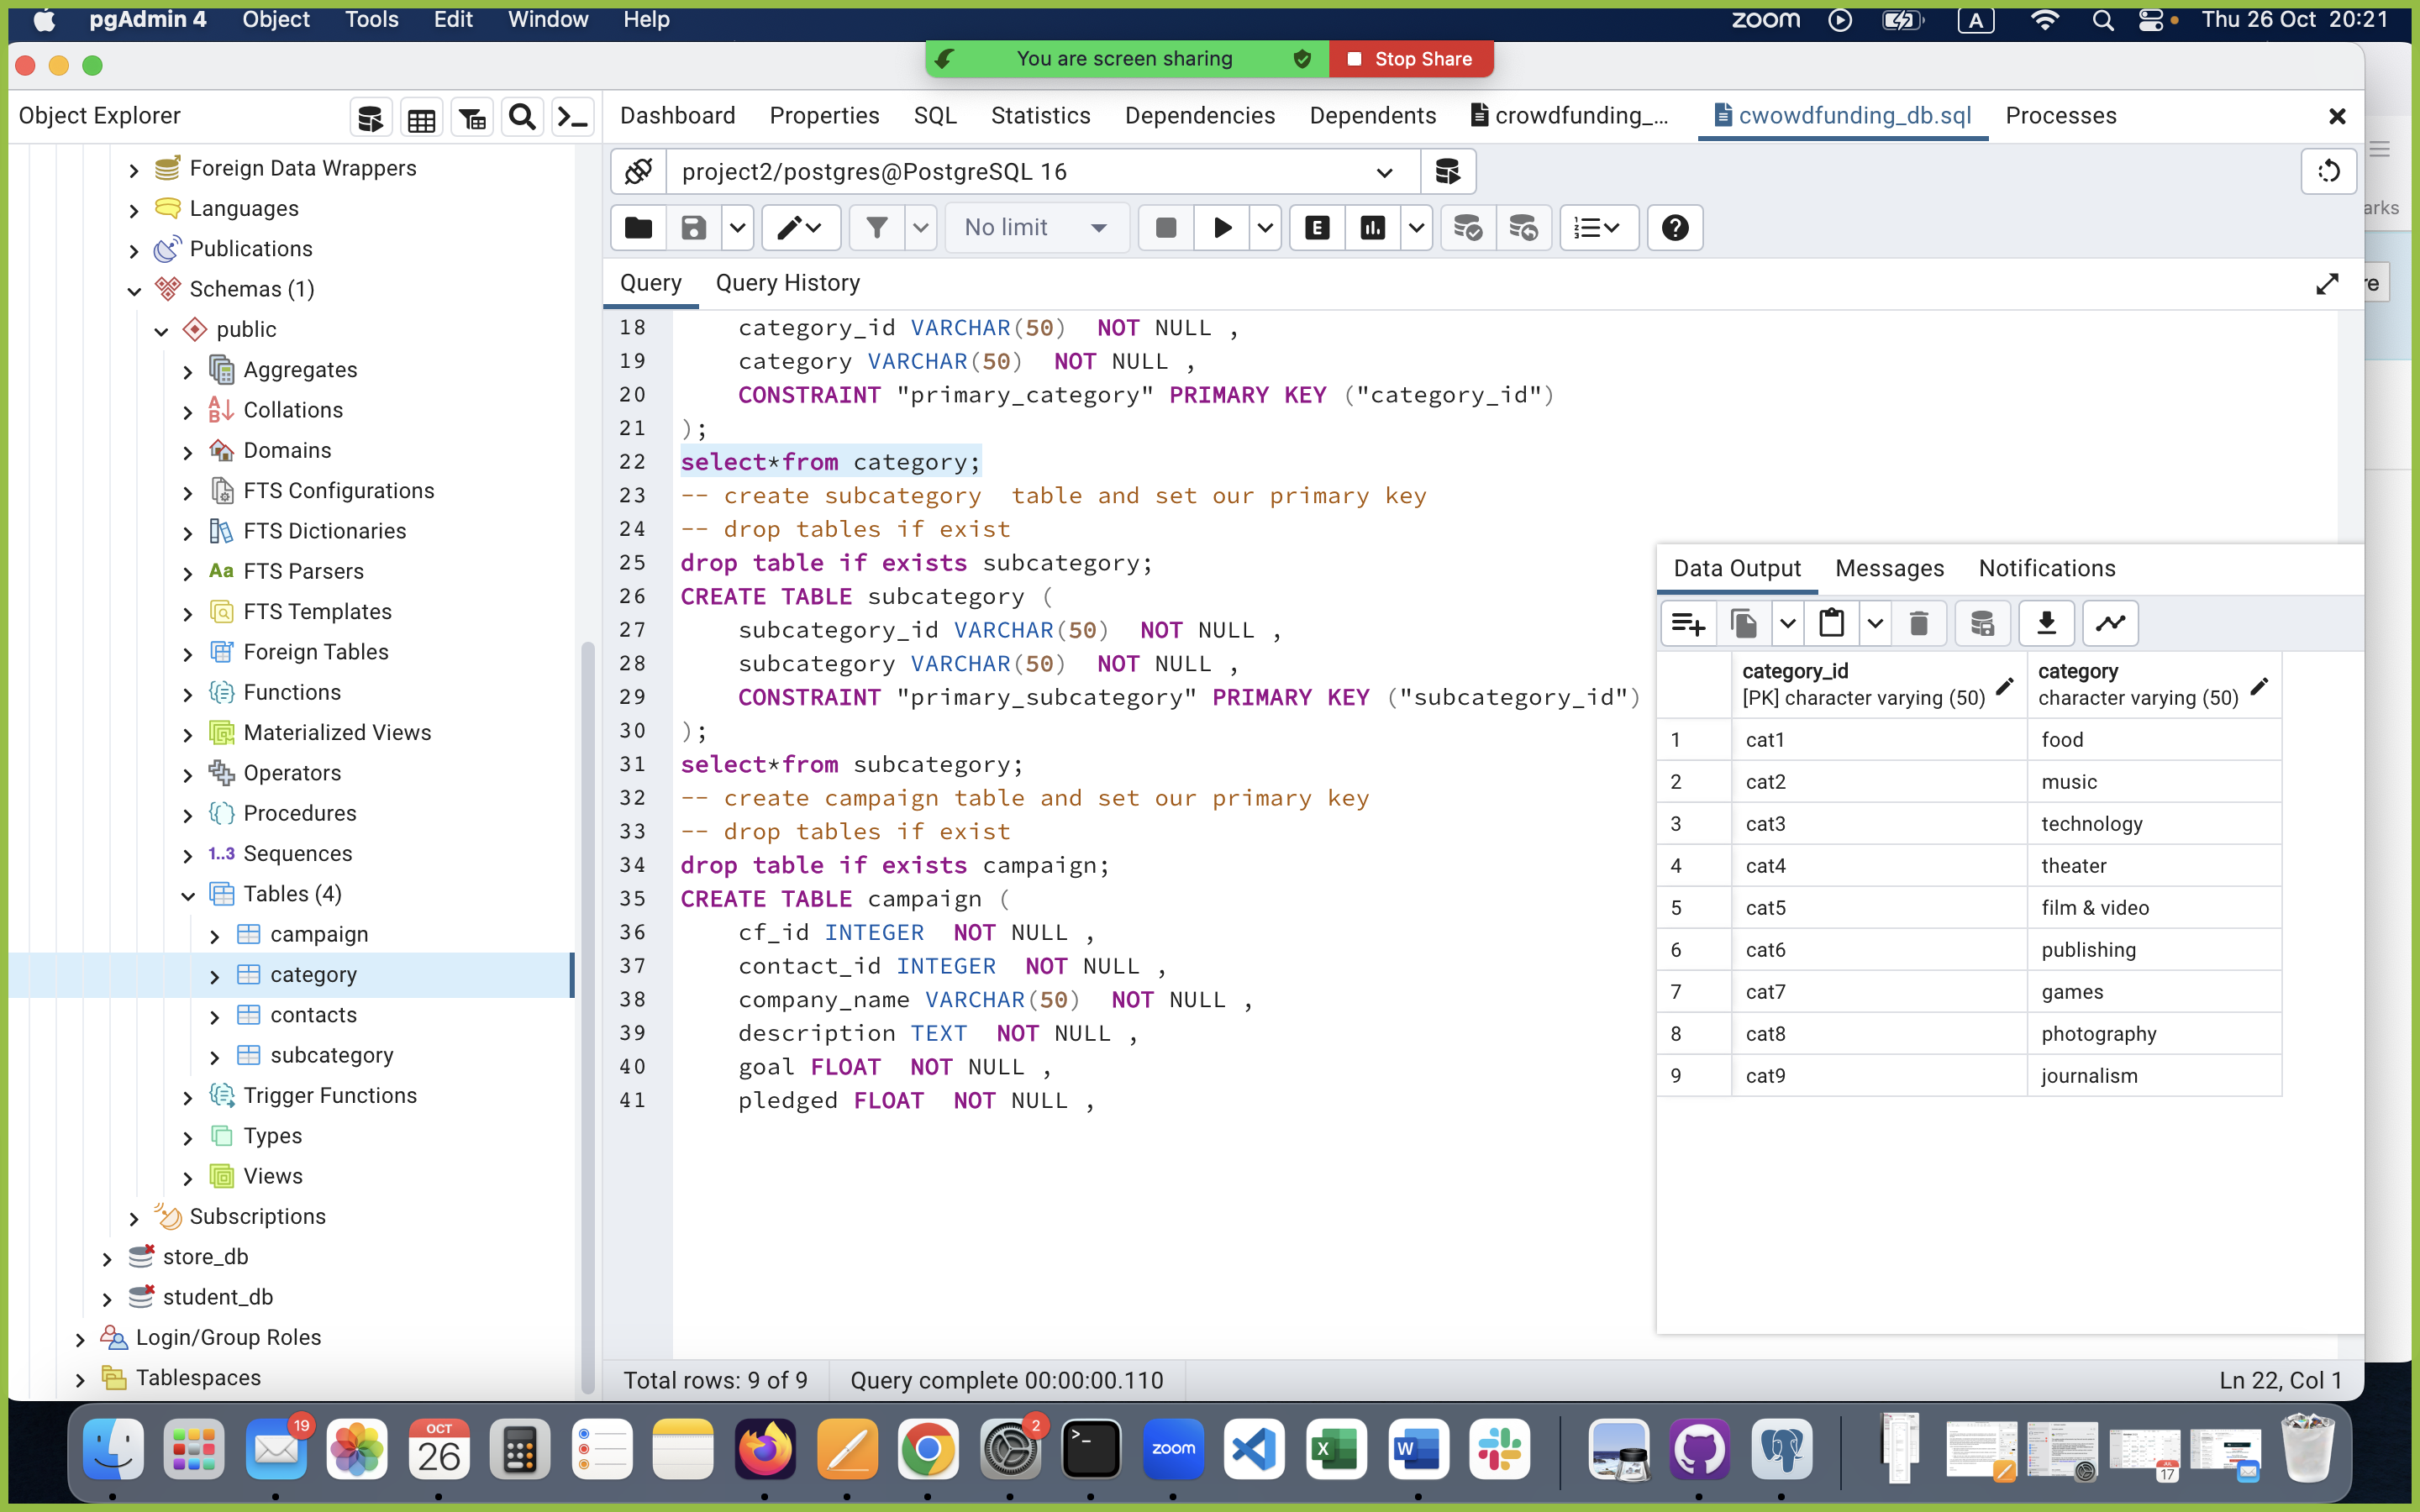 pgAdmin 4 Object Tools Edit Window Help zoom A Thu 26 Oct 20:21
You are screen sharing Stop Share
Object Explorer
Dashboard Properties SQL Statistics Dependencies Dependents crowdfunding_... cwowdfunding_db.sql Processes
Foreign Data Wrappers
Languages
Publications
Schemas (1)
public
Aggregates
Collations
Domains
FTS Configurations
FTS Dictionaries
Aa FTS Parsers
FTS Templates
Foreign Tables
Functions
Materialized Views
Operators
Procedures
1..3 Sequences
Tables (4)
campaign
category
contacts
subcategory
Trigger Functions
Types
Views
Subscriptions
store_db
student_db
Login/Group Roles
Tablespaces
project2/postgres@PostgreSQL 16
No limit E
Query Query History
18 category_id VARCHAR(50) NOT NULL ,
19 category VARCHAR(50) NOT NULL ,
20 CONSTRAINT "primary_category" PRIMARY KEY ("category_id")
21 );
22 select*from category;
23 -- create subcategory table and set our primary key
24 -- drop tables if exist
25 drop table if exists subcategory;
26 CREATE TABLE subcategory (
27 subcategory_id VARCHAR(50) NOT NULL ,
28 subcategory VARCHAR(50) NOT NULL ,
29 CONSTRAINT "primary_subcategory" PRIMARY KEY ("subcategory_id")
30 );
31 select*from subcategory;
32 -- create campaign table and set our primary key
33 -- drop tables if exist
34 drop table if exists campaign;
35 CREATE TABLE campaign (
36 cf_id INTEGER NOT NULL ,
37 contact_id INTEGER NOT NULL ,
38 company_name VARCHAR(50) NOT NULL ,
39 description TEXT NOT NULL ,
40 goal FLOAT NOT NULL ,
41 pledged FLOAT NOT NULL ,
Data Output Messages Notifications
category_id category
[PK] character varying (50) character varying (50)
1 cat1 food
2 cat2 music
3 cat3 technology
4 cat4 theater
5 cat5 film & video
6 cat6 publishing
7 cat7 games
8 cat8 photography
9 cat9 journalism
Total rows: 9 of 9 Query complete 00:00:00.110 Ln 22, Col 1
arks
re
19 OCT 26 2 zoom X W 17